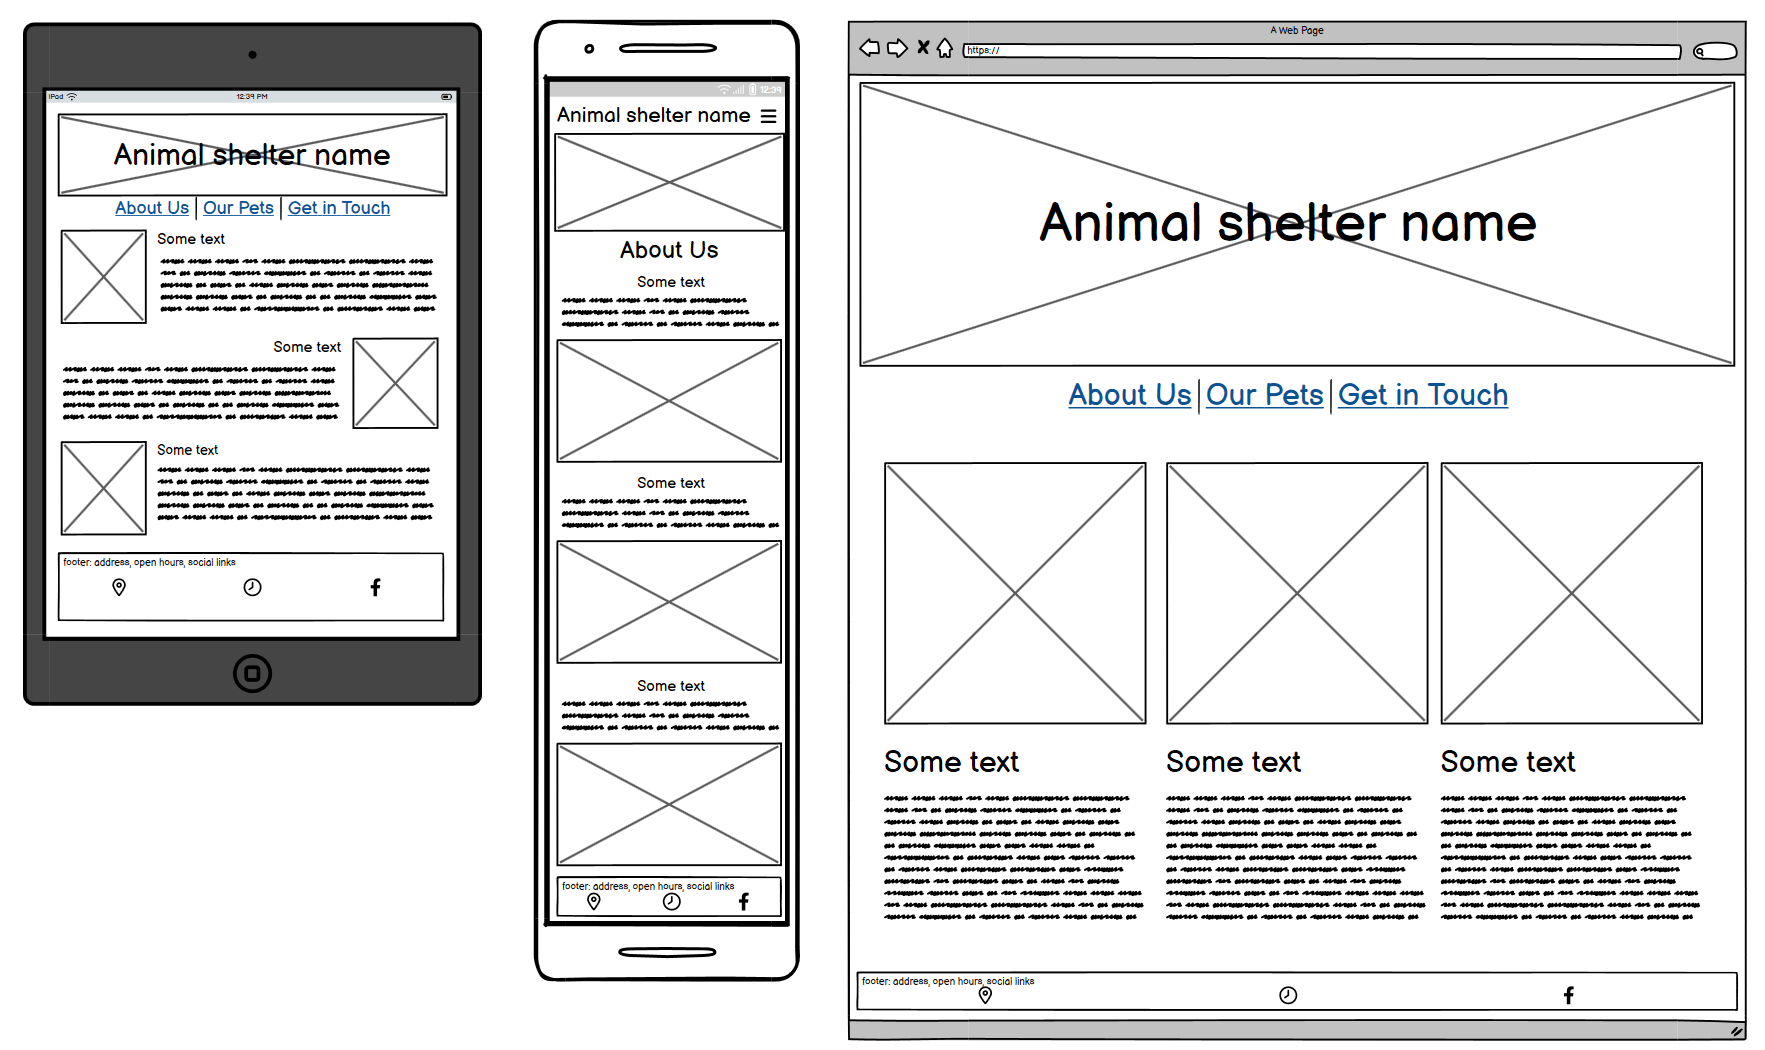 iPad 12:39 PM
Animal shelter name
About Us | Our Pets | Get in Touch
Some text
Some text
Some text
footer: address, open hours, social links
12:39
Animal shelter name
About Us
Some text
Some text
Some text
footer: address, open hours, social links
A Web Page
https://
Animal shelter name
About Us | Our Pets | Get in Touch
Some text Some text Some text
footer: address, open hours, social links